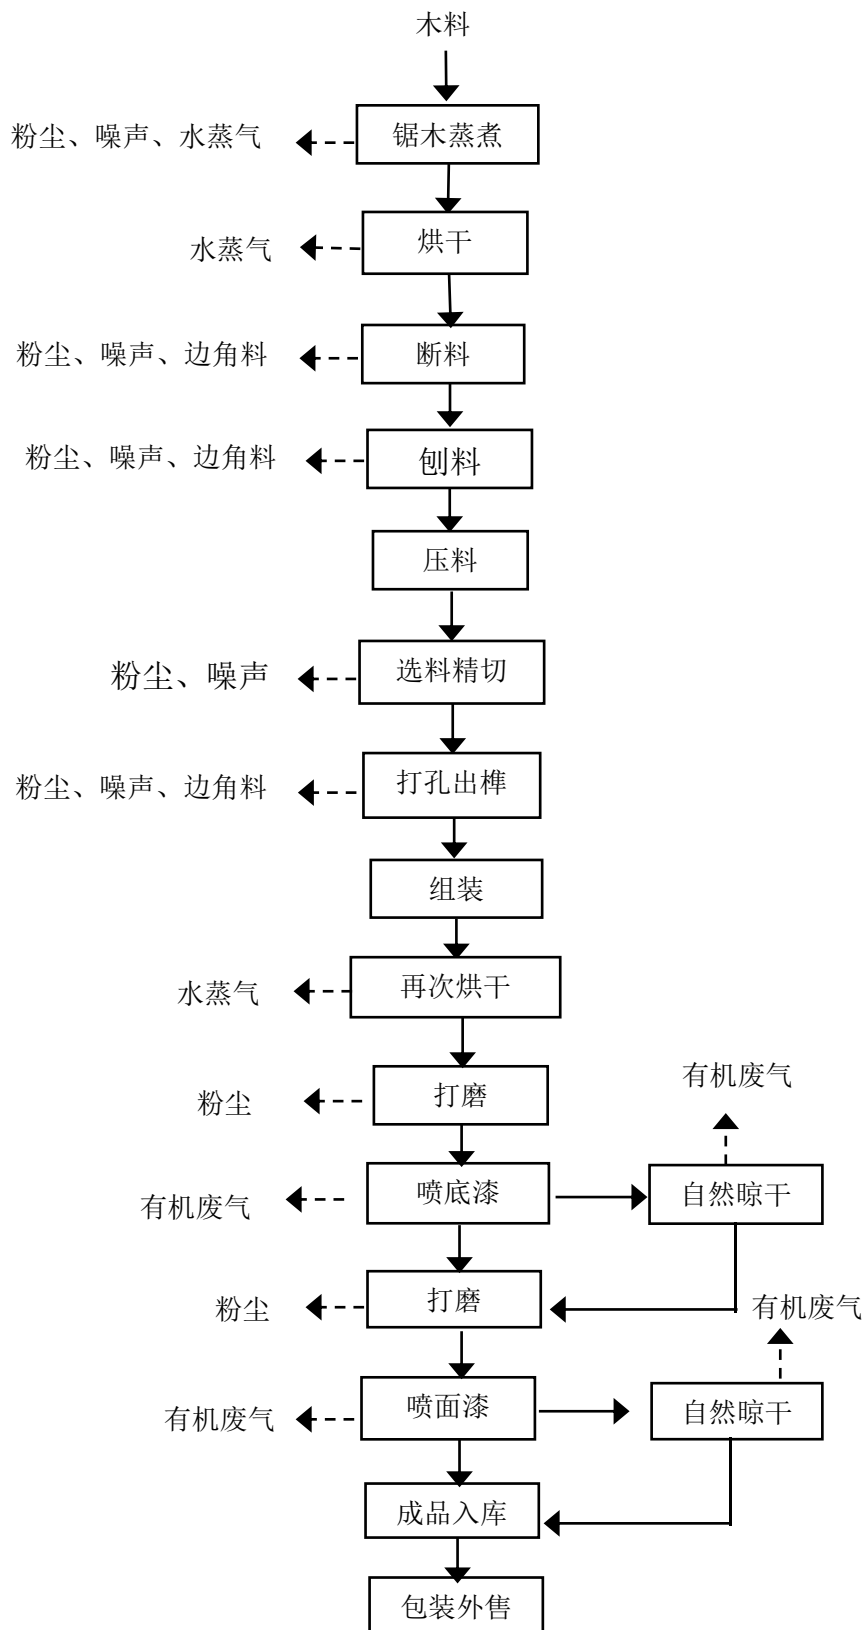 木料
粉尘、噪声、水蒸气
锯木蒸煮
水蒸气
烘干
粉尘、噪声、边角料
断料
粉尘、噪声、边角料
刨料
压料
粉尘、噪声
选料精切
粉尘、噪声、边角料
打孔出榫
组装
水蒸气
再次烘干
粉尘
打磨
有机废气
有机废气
喷底漆
自然晾干
粉尘
打磨
有机废气
有机废气
喷面漆
自然晾干
成品入库
包装外售